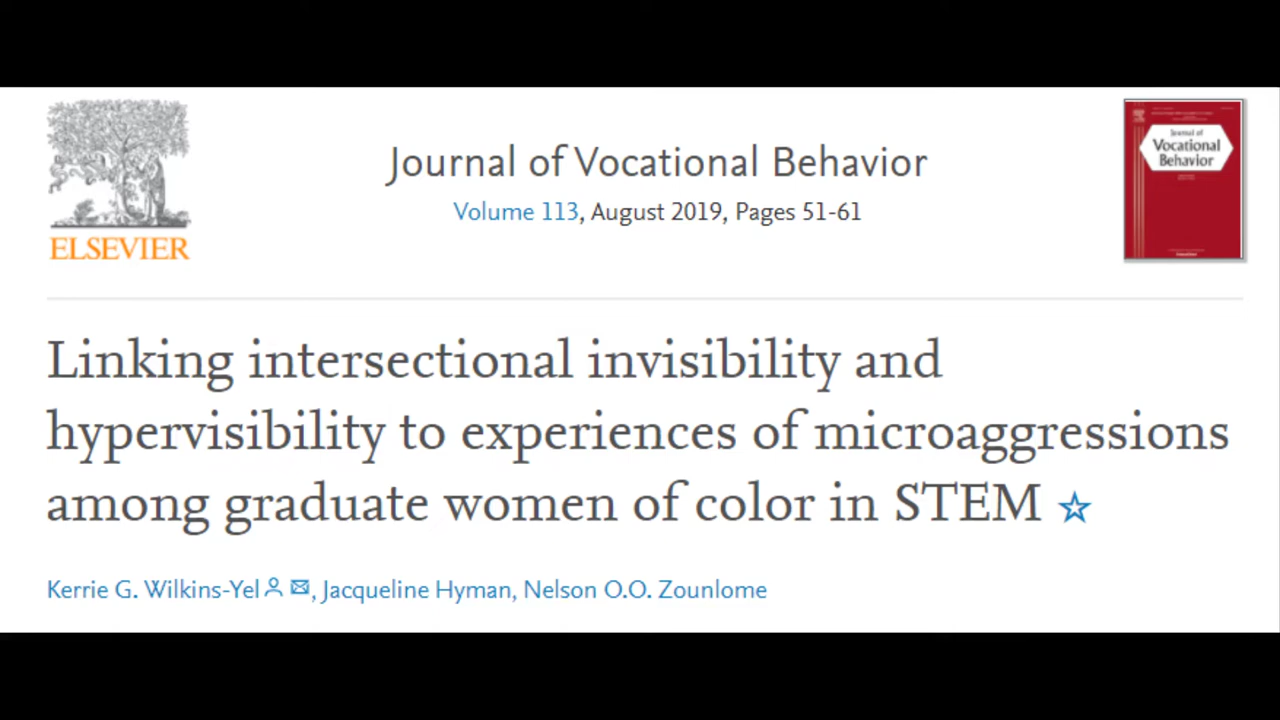 ELSEVIER
Journal of Vocational Behavior
Volume 113, August 2019, Pages 51-61
Journal of
Vocational
Behavior
Linking intersectional invisibility and
hypervisibility to experiences of microaggressions
among graduate women of color in STEM
Kerrie G. Wilkins-Yel, Jacqueline Hyman, Nelson O.O. Zounlome